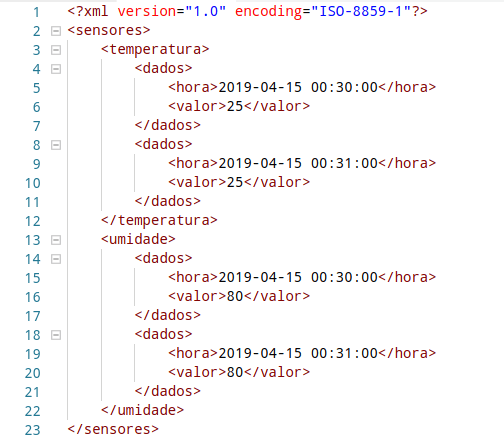 1 <?xml version="1.0" encoding="ISO-8859-1"?>
2 <sensores>
3 <temperatura>
4 <dados>
5 <hora>2019-04-15 00:30:00</hora>
6 <valor>25</valor>
7 </dados>
8 <dados>
9 <hora>2019-04-15 00:31:00</hora>
10 <valor>25</valor>
11 </dados>
12 </temperatura>
13 <umidade>
14 <dados>
15 <hora>2019-04-15 00:30:00</hora>
16 <valor>80</valor>
17 </dados>
18 <dados>
19 <hora>2019-04-15 00:31:00</hora>
20 <valor>80</valor>
21 </dados>
22 </umidade>
23 </sensores>